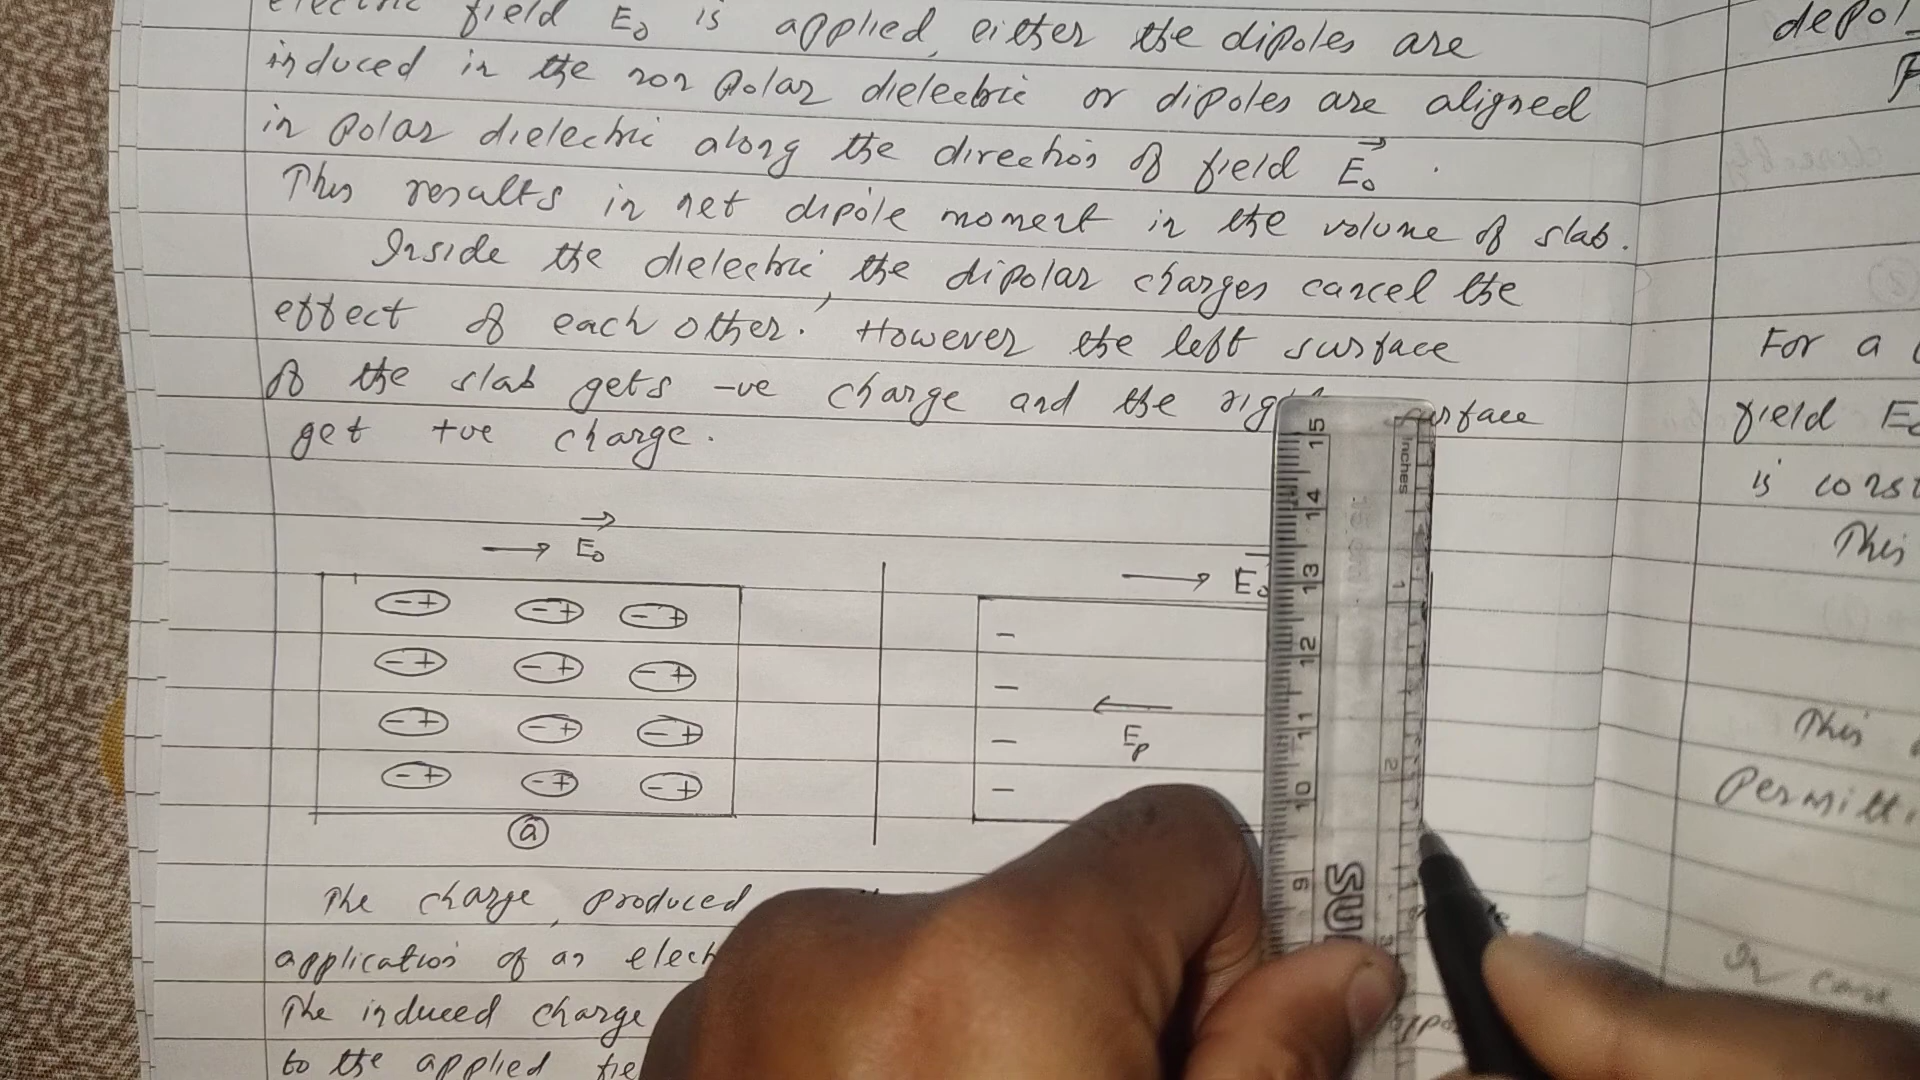 electric field E₀ is applied, either the dipoles are
induced in the non polar dielectric or dipoles are aligned
in polar dielectric along the direction of field E₀.
This results in net dipole moment in the volume of slab.
Inside the dielectric, the dipolar charges cancel the
effect of each other. However the left surface
of the slab gets -ve charge and the surface
get +ve charge.
→ E₀
- + - + - +
- + - + - +
- + - + - +
- + - + - +
a
→ E₀
-
-
←
-
Ep
-
The charge, produced
application of an
The induced charge
to the applied
15 14 13 12 11 10 9
Inches
1
2
3
For a
field
is
This
This
In case